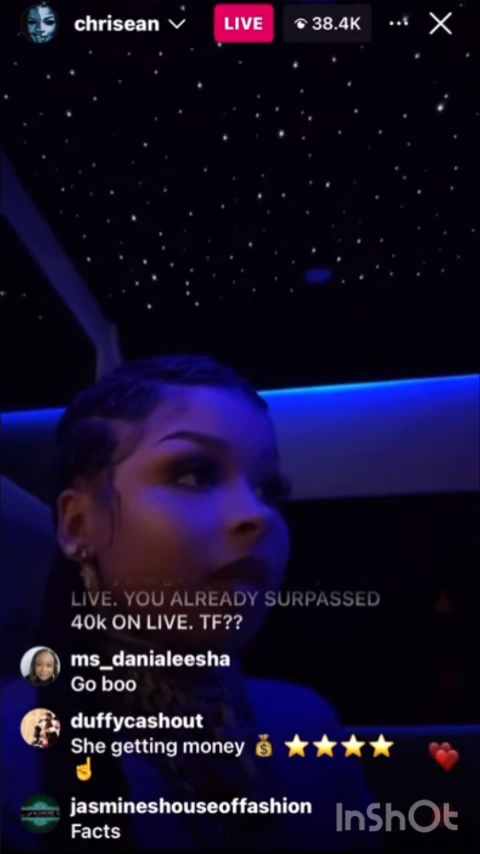 chrisean
LIVE
38.4K
LIVE. YOU ALREADY SURPASSED
40k ON LIVE. TF??
ms_danialeesha
Go boo
duffycashout
She getting money 💰 ⭐⭐⭐⭐
☝️
jasmineshouseoffashion
Facts
InShOt